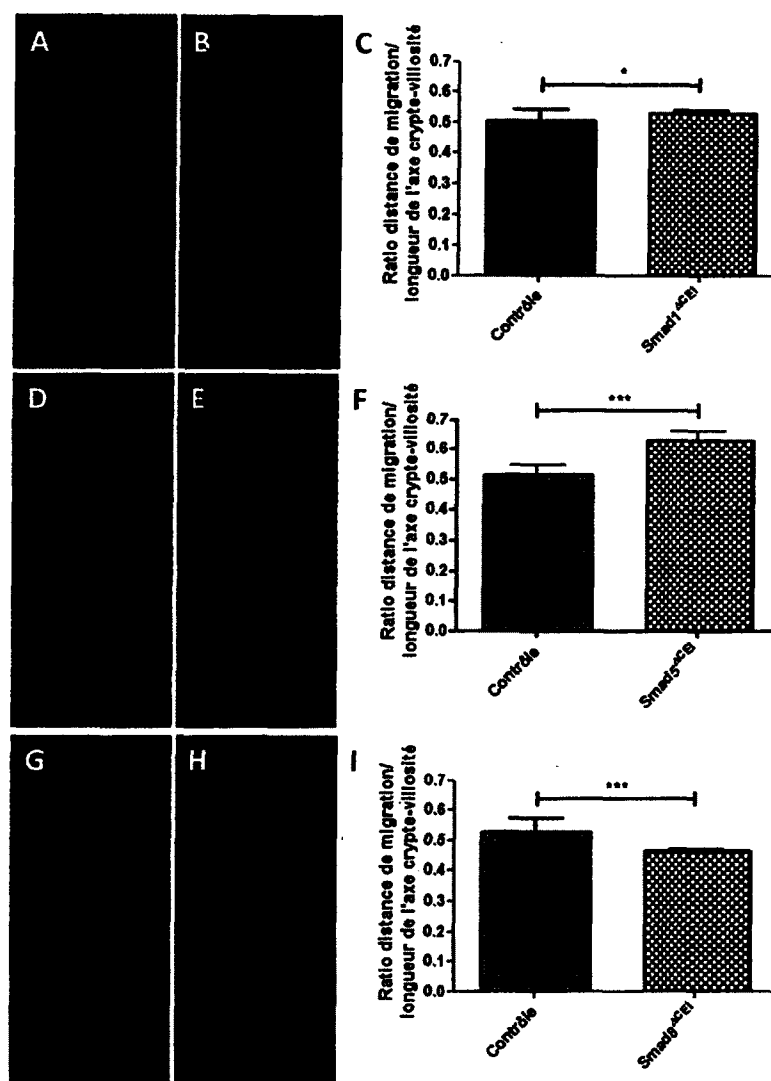 A
B
C
Ratio distance de migration/
longueur de l'axe crypte-villosité
0.7
0.6
0.5
0.4
0.3
0.2
0.1
0.0
*
Contrôle
Smad1ΔCEI
D
E
F
Ratio distance de migration/
longueur de l'axe crypte-villosité
0.7
0.6
0.5
0.4
0.3
0.2
0.1
0.0
***
Contrôle
Smad5ΔCEI
G
H
I
Ratio distance de migration/
longueur de l'axe crypte-villosité
0.7
0.6
0.5
0.4
0.3
0.2
0.1
0.0
***
Contrôle
Smad8ΔCEI